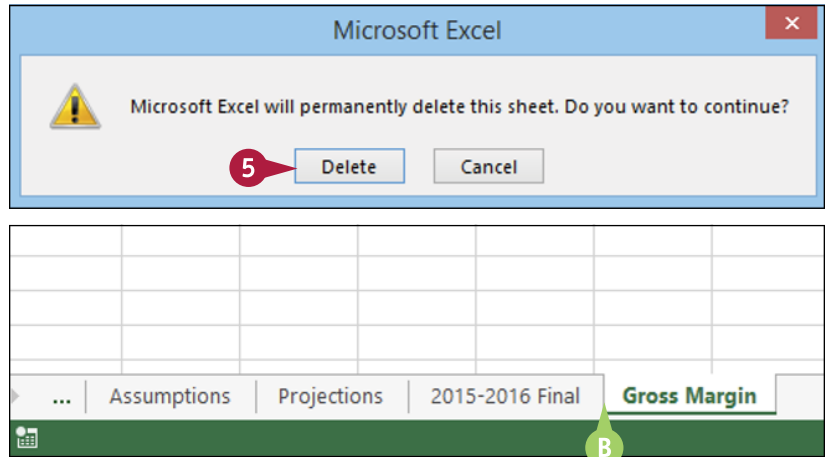 Microsoft Excel
Microsoft Excel will permanently delete this sheet. Do you want to continue?
5 Delete Cancel
... Assumptions Projections 2015-2016 Final Gross Margin
B